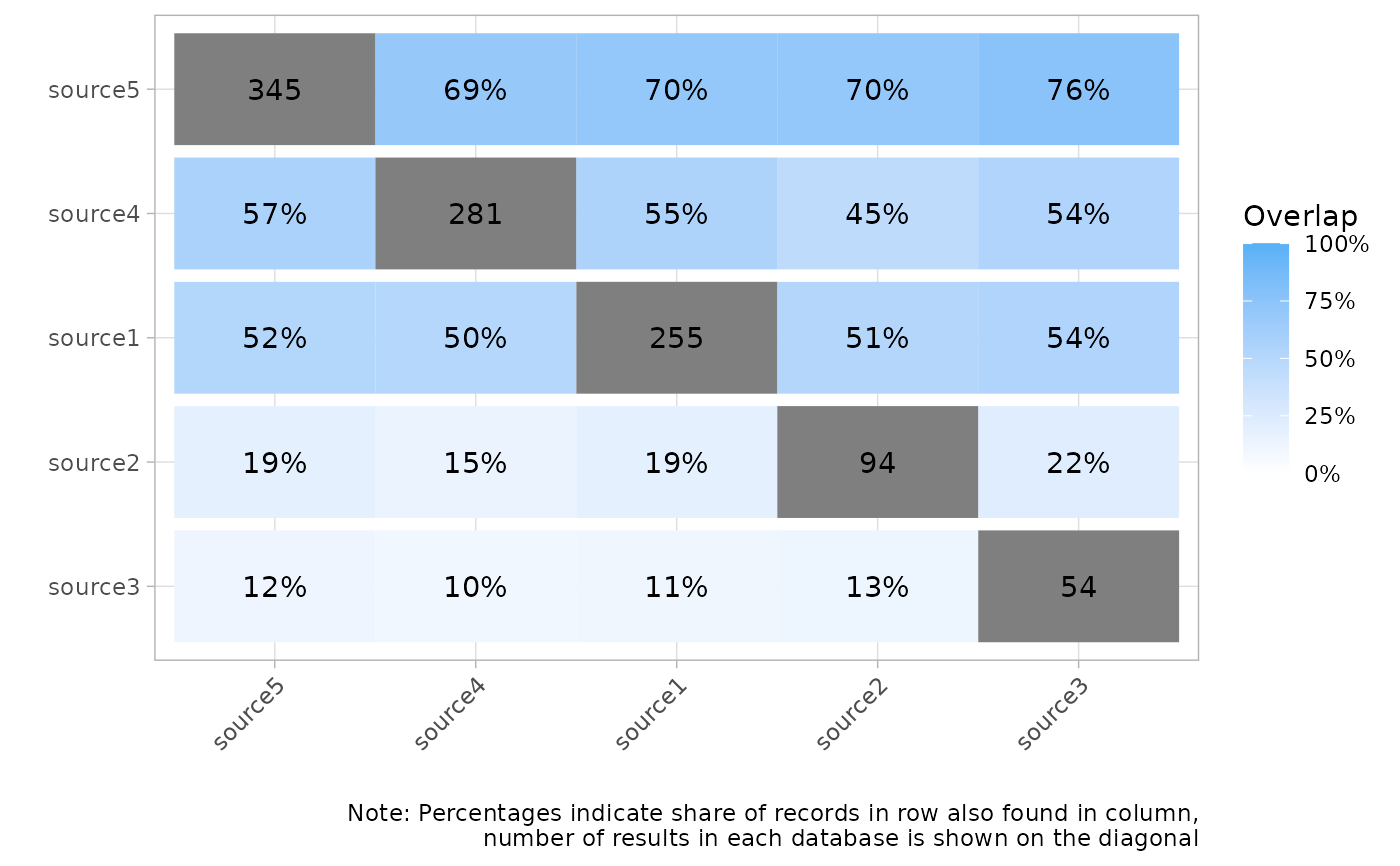 source5 345 69% 70% 70% 76%
source4 57% 281 55% 45% 54%
source1 52% 50% 255 51% 54%
source2 19% 15% 19% 94 22%
source3 12% 10% 11% 13% 54
source5 source4 source1 source2 source3
Overlap
100%
75%
50%
25%
0%
Note: Percentages indicate share of records in row also found in column,
number of results in each database is shown on the diagonal